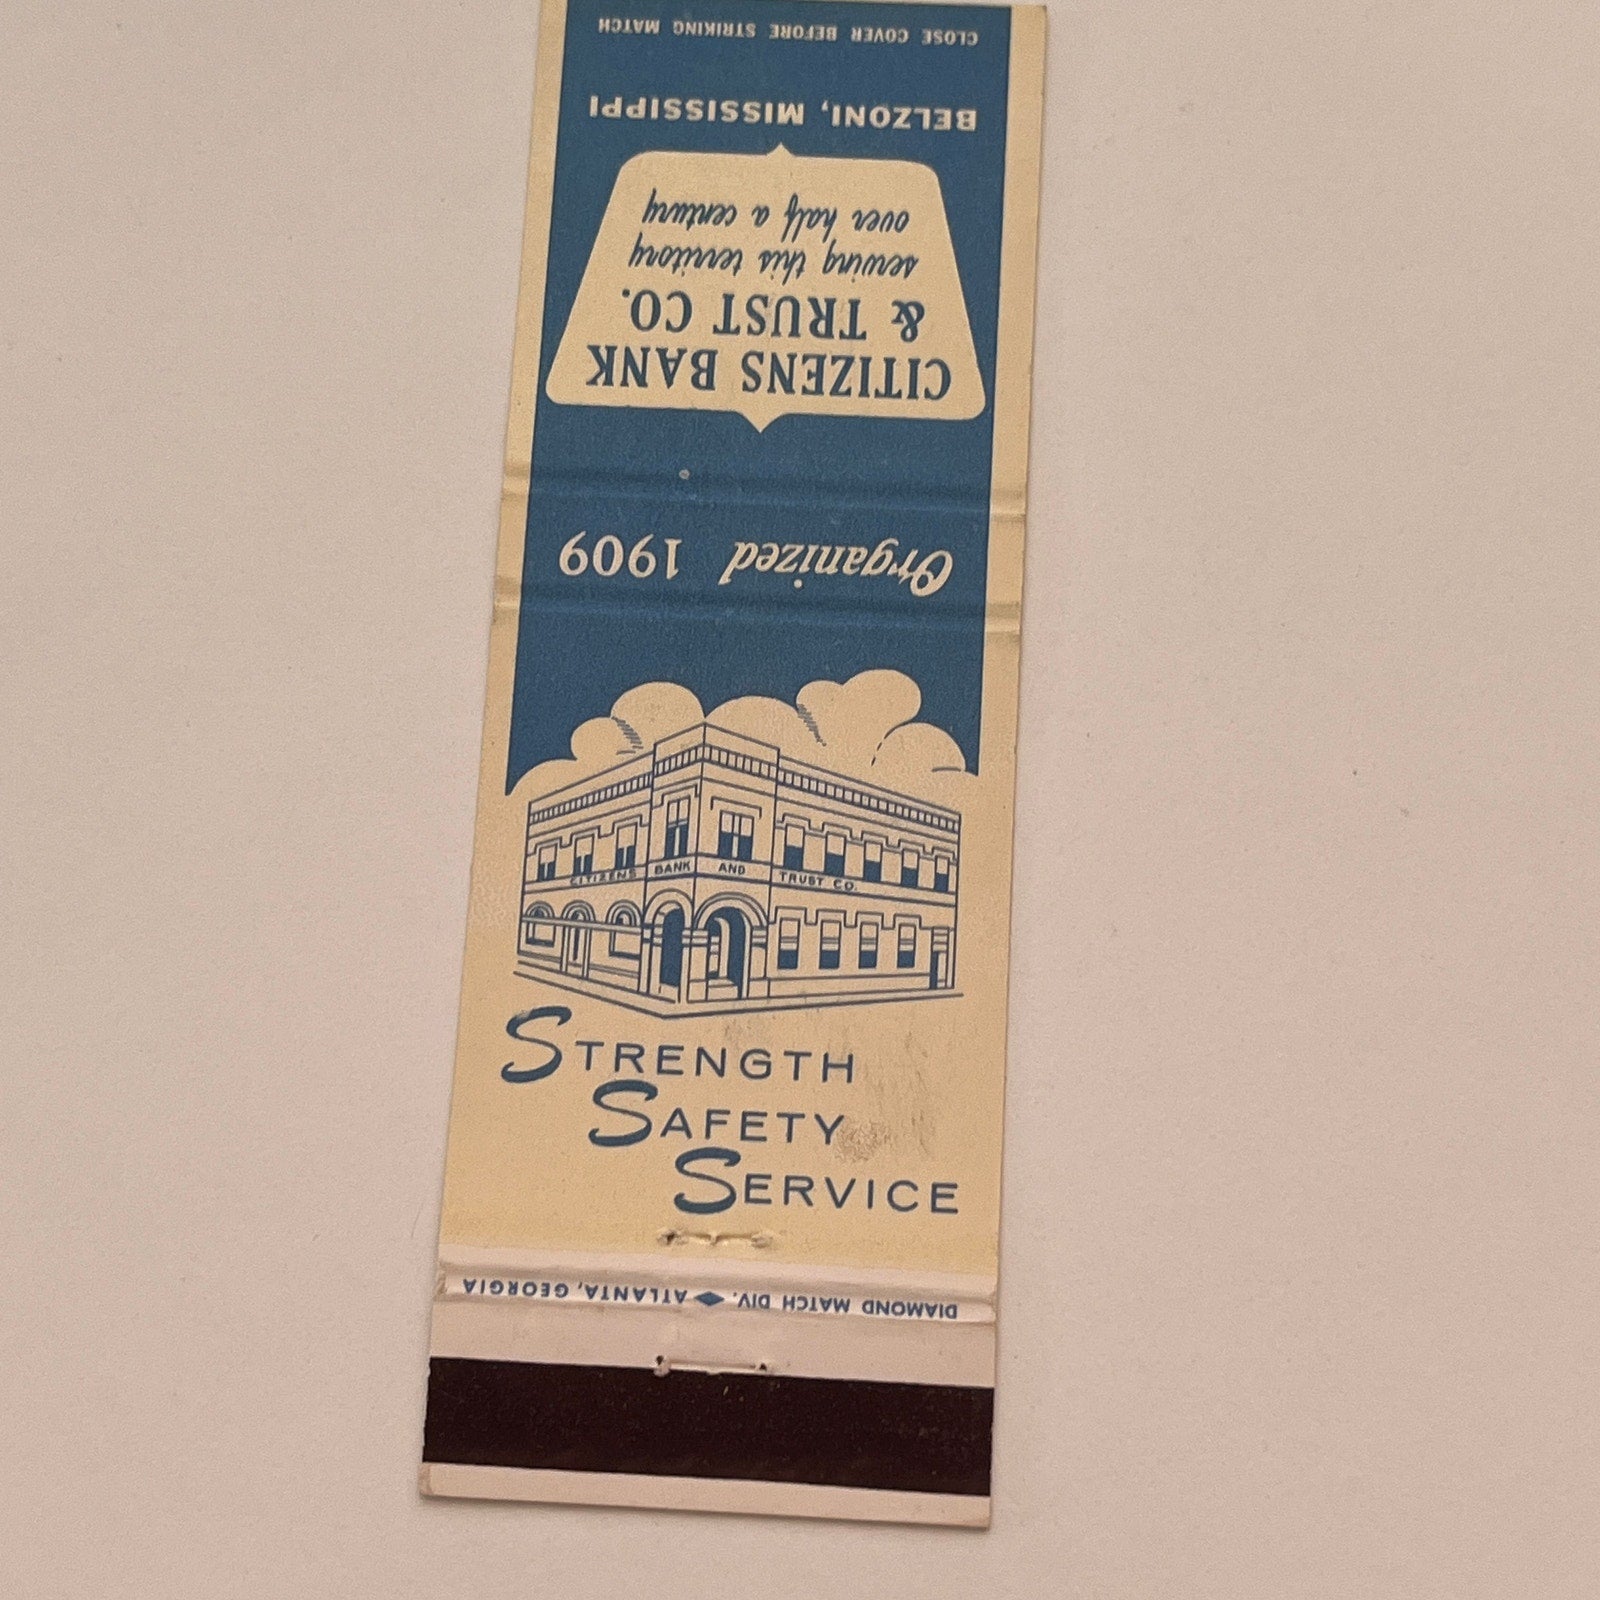 CLOSE COVER BEFORE STRIKING MATCH
BELZONI, MISSISSIPPI
over half a century
serving this territory
& TRUST CO.
CITIZENS BANK
Organized 1909
CITIZENS BANK AND TRUST CO.
STRENGTH
SAFETY
SERVICE
DIAMOND MATCH DIV. ATLANTA, GEORGIA